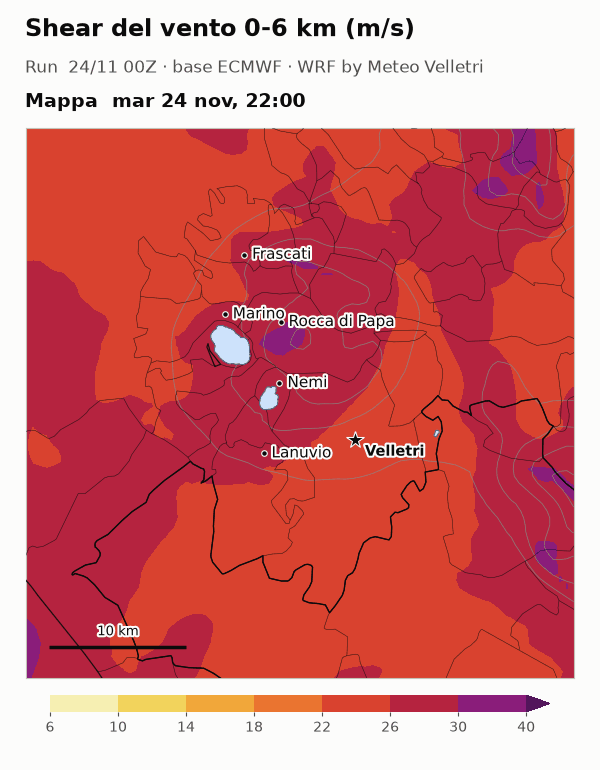 Shear del vento 0-6 km (m/s)
Run  24/11 00Z · base ECMWF · WRF by Meteo Velletri
Mappa  mar 24 nov, 22:00
Frascati
Marino
Rocca di Papa
Nemi
Velletri
Lanuvio
10 km
6 10 14 18 22 26 30 40